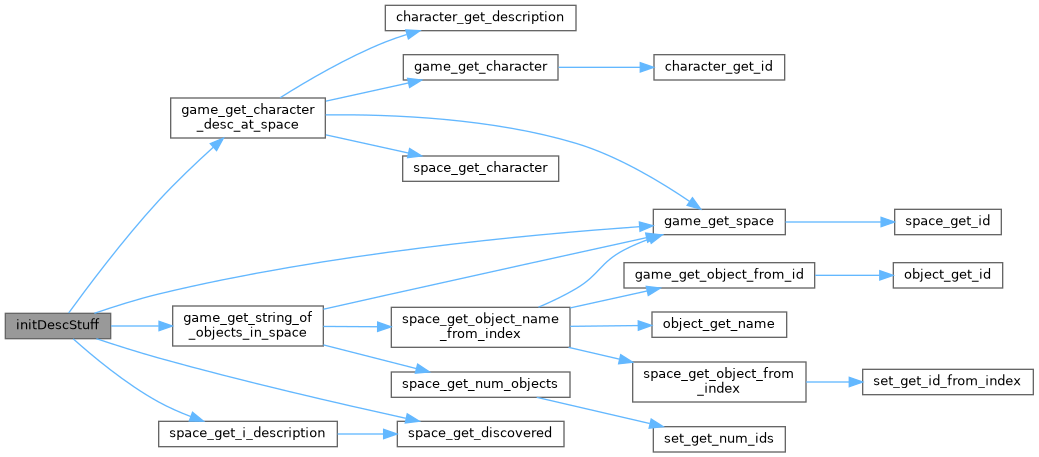 character_get_description
game_get_character
character_get_id
game_get_character
_desc_at_space
space_get_character
game_get_space
space_get_id
game_get_object_from_id
object_get_id
initDescStuff
game_get_string_of
_objects_in_space
space_get_object_name
_from_index
object_get_name
space_get_object_from
_index
set_get_id_from_index
space_get_num_objects
space_get_i_description
space_get_discovered
set_get_num_ids